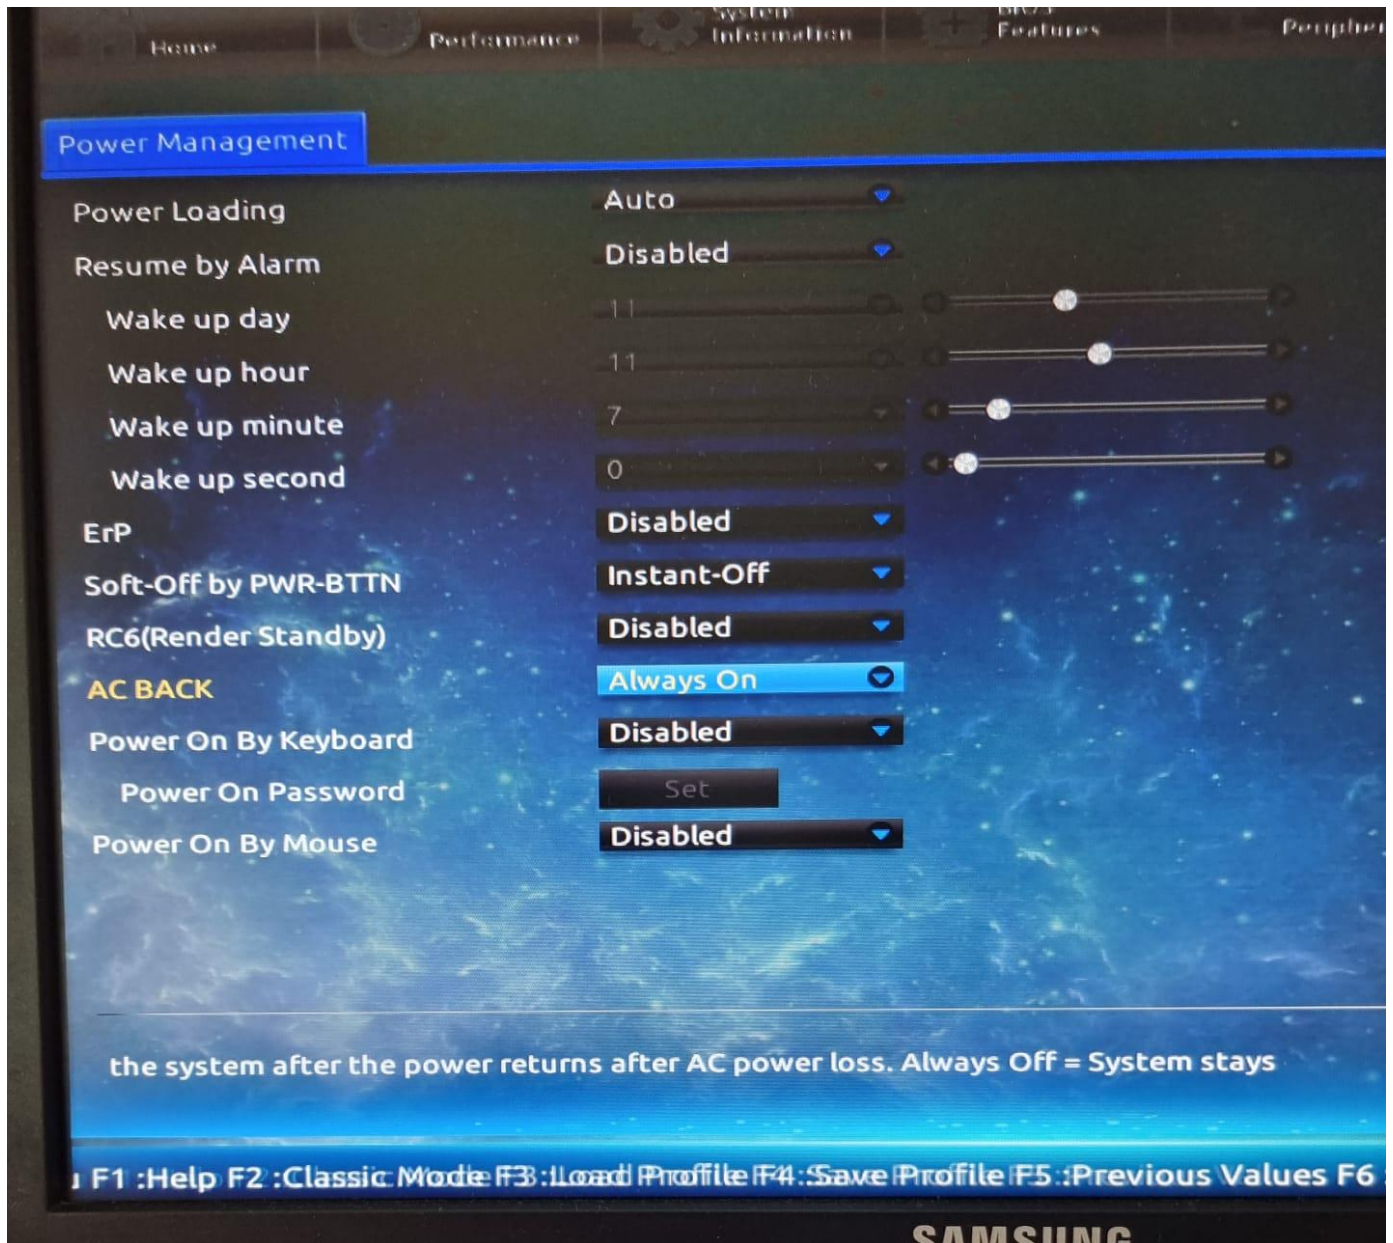 Home
Performance
System
Information
Features
Power Management
Power Loading Auto
Resume by Alarm Disabled
Wake up day 11
Wake up hour 11
Wake up minute 7
Wake up second 0
ErP Disabled
Soft-Off by PWR-BTTN Instant-Off
RC6(Render Standby) Disabled
AC BACK Always On
Power On By Keyboard Disabled
Power On Password Set
Power On By Mouse Disabled
the system after the power returns after AC power loss. Always Off = System stays
F1 :Help F2 :Classic Mode F3 :Load Profile F4 :Save Profile F5 :Previous Values F6
SAMSUNG